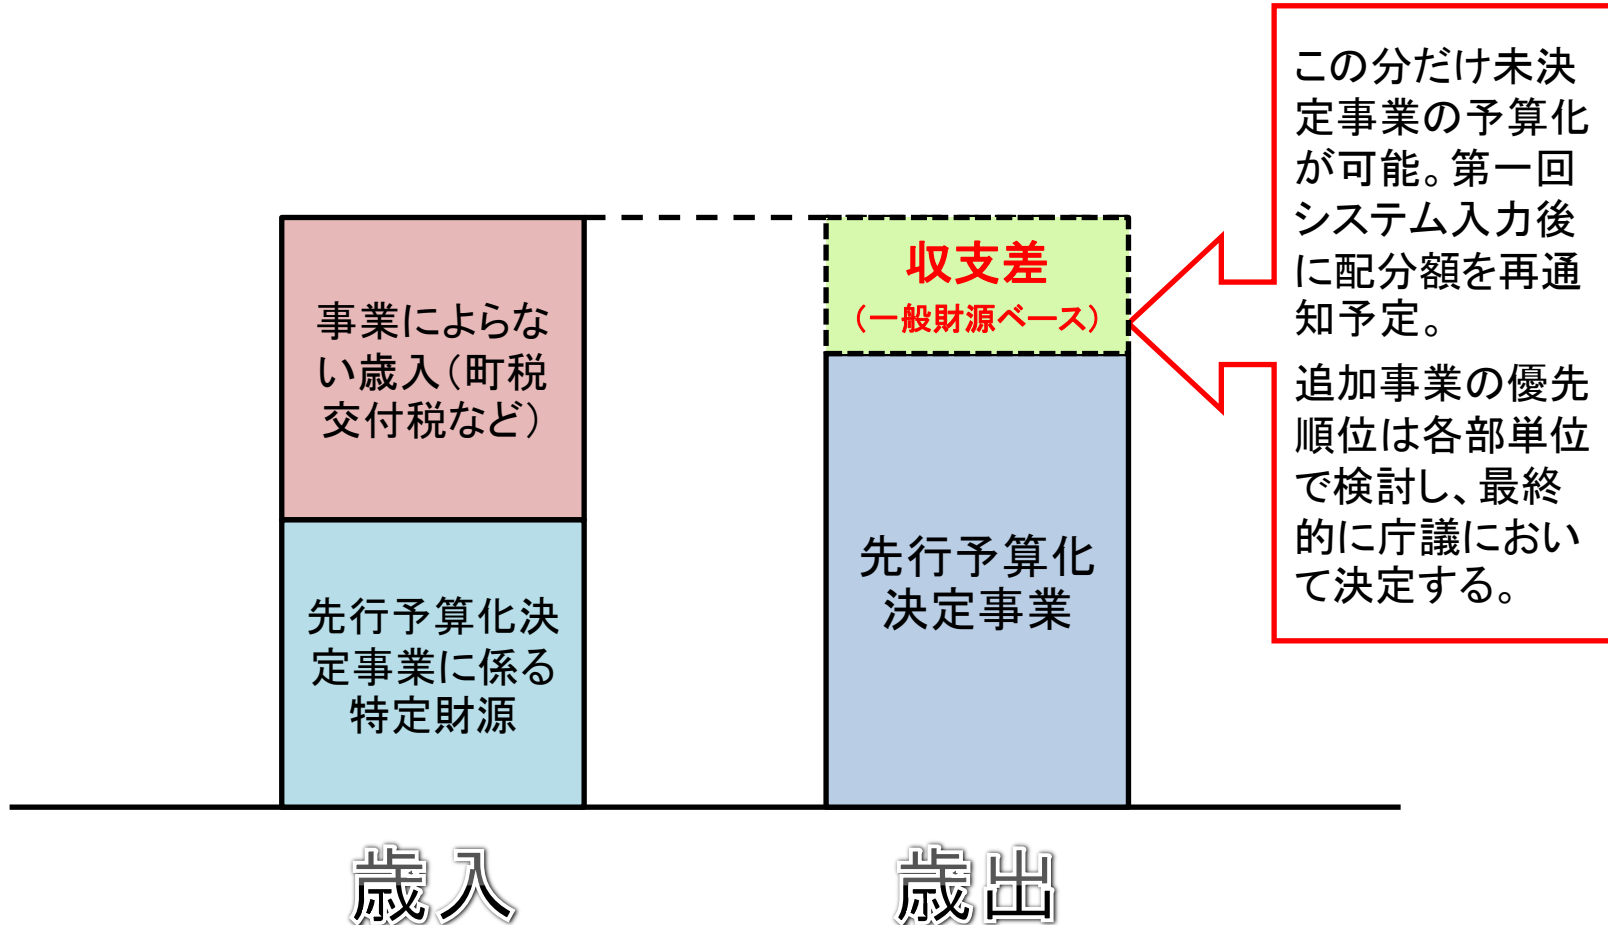 事業によらな
い歳入（町税
交付税など）
先行予算化決
定事業に係る
特定財源
歳入
収支差
（一般財源ベース）
先行予算化
決定事業
歳出
この分だけ未決
定事業の予算化
が可能。第一回
システム入力後
に配分額を再通
知予定。
追加事業の優先
順位は各部単位
で検討し、最終
的に庁議におい
て決定する。